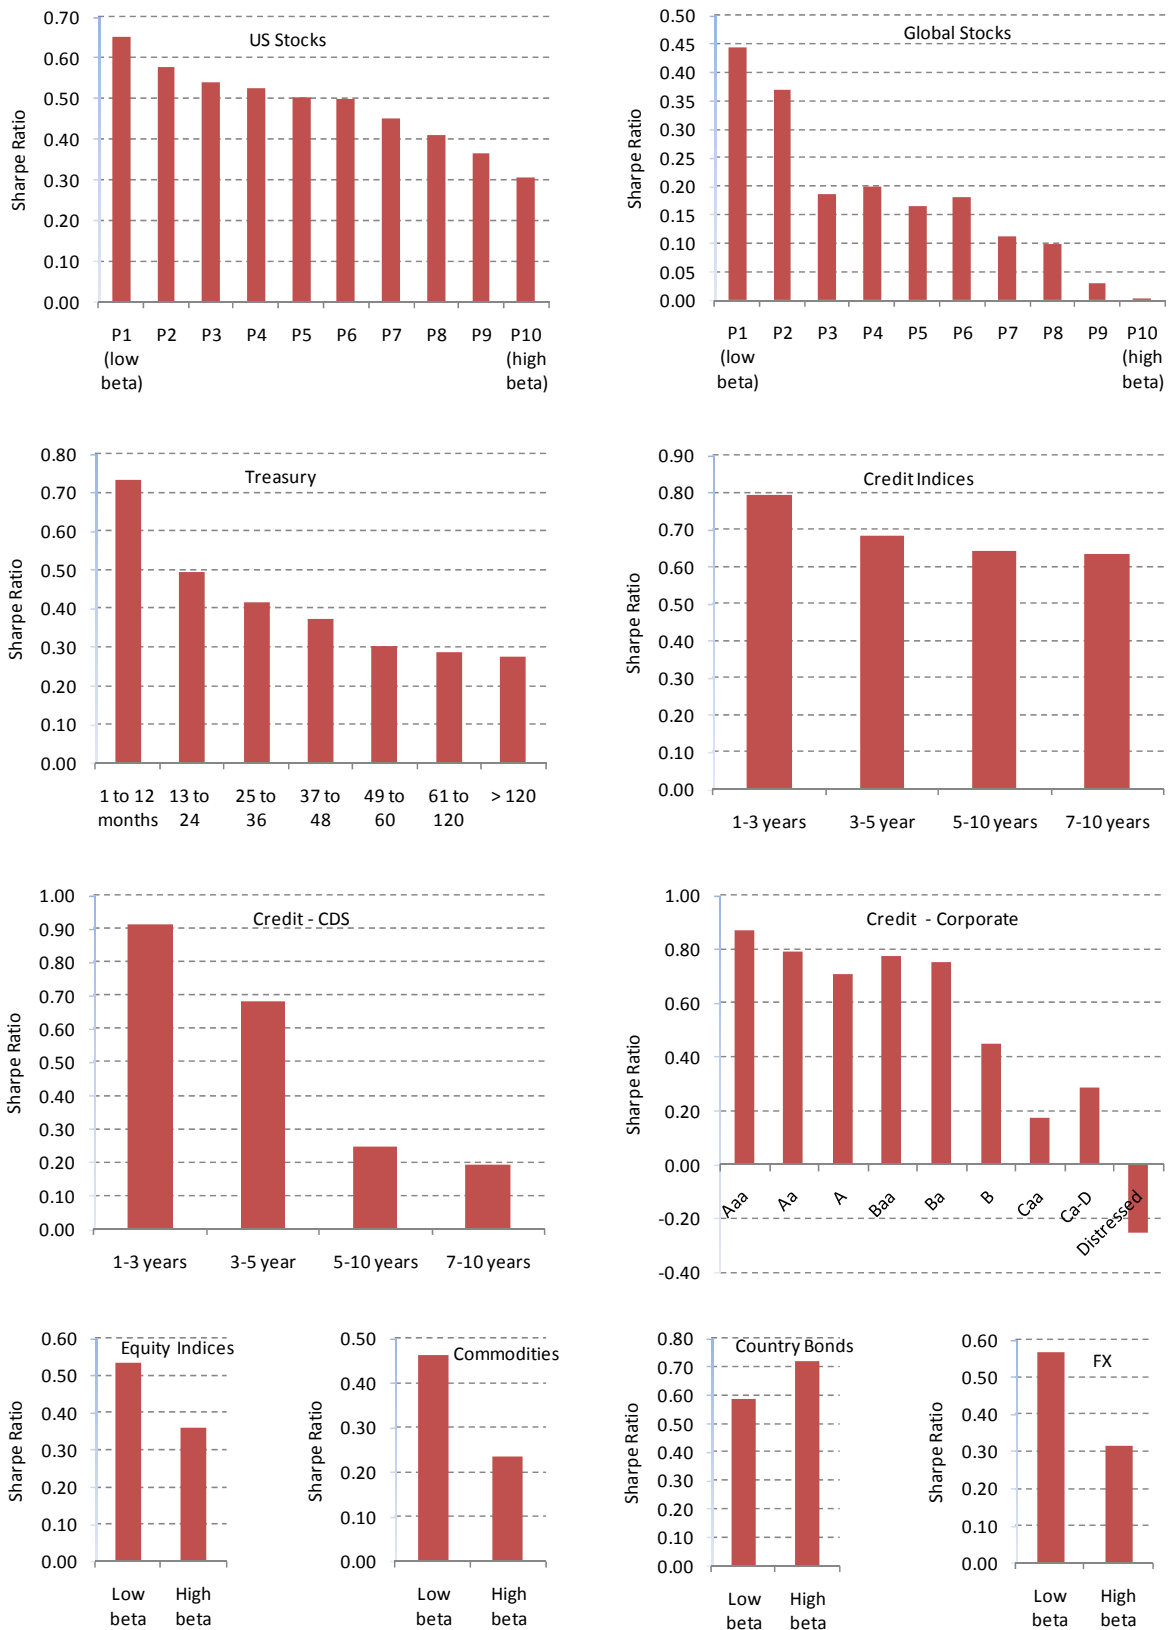 US Stocks
Sharpe Ratio
0.70
0.60
0.50
0.40
0.30
0.20
0.10
0.00
P1 P2 P3 P4 P5 P6 P7 P8 P9 P10
(low (high
beta) beta)
Global Stocks
Sharpe Ratio
0.50
0.45
0.40
0.35
0.30
0.25
0.20
0.15
0.10
0.05
0.00
P1 P2 P3 P4 P5 P6 P7 P8 P9 P10
(low (high
beta) beta)
Treasury
Sharpe Ratio
0.80
0.70
0.60
0.50
0.40
0.30
0.20
0.10
0.00
1 to 12 13 to 25 to 37 to 49 to 61 to > 120
months 24 36 48 60 120
Credit Indices
Sharpe Ratio
0.90
0.80
0.70
0.60
0.50
0.40
0.30
0.20
0.10
0.00
1-3 years 3-5 year 5-10 years 7-10 years
Credit - CDS
Sharpe Ratio
1.00
0.90
0.80
0.70
0.60
0.50
0.40
0.30
0.20
0.10
0.00
1-3 years 3-5 year 5-10 years 7-10 years
Credit - Corporate
Sharpe Ratio
1.00
0.80
0.60
0.40
0.20
0.00
-0.20
-0.40
Aaa Aa A Baa Ba B Caa Ca-D Distressed
Equity Indices
Sharpe Ratio
0.60
0.50
0.40
0.30
0.20
0.10
0.00
Low High
beta beta
Commodities
Sharpe Ratio
0.50
0.40
0.30
0.20
0.10
0.00
Low High
beta beta
Country Bonds
Sharpe Ratio
0.80
0.70
0.60
0.50
0.40
0.30
0.20
0.10
0.00
Low High
beta beta
FX
Sharpe Ratio
0.60
0.50
0.40
0.30
0.20
0.10
0.00
Low High
beta beta